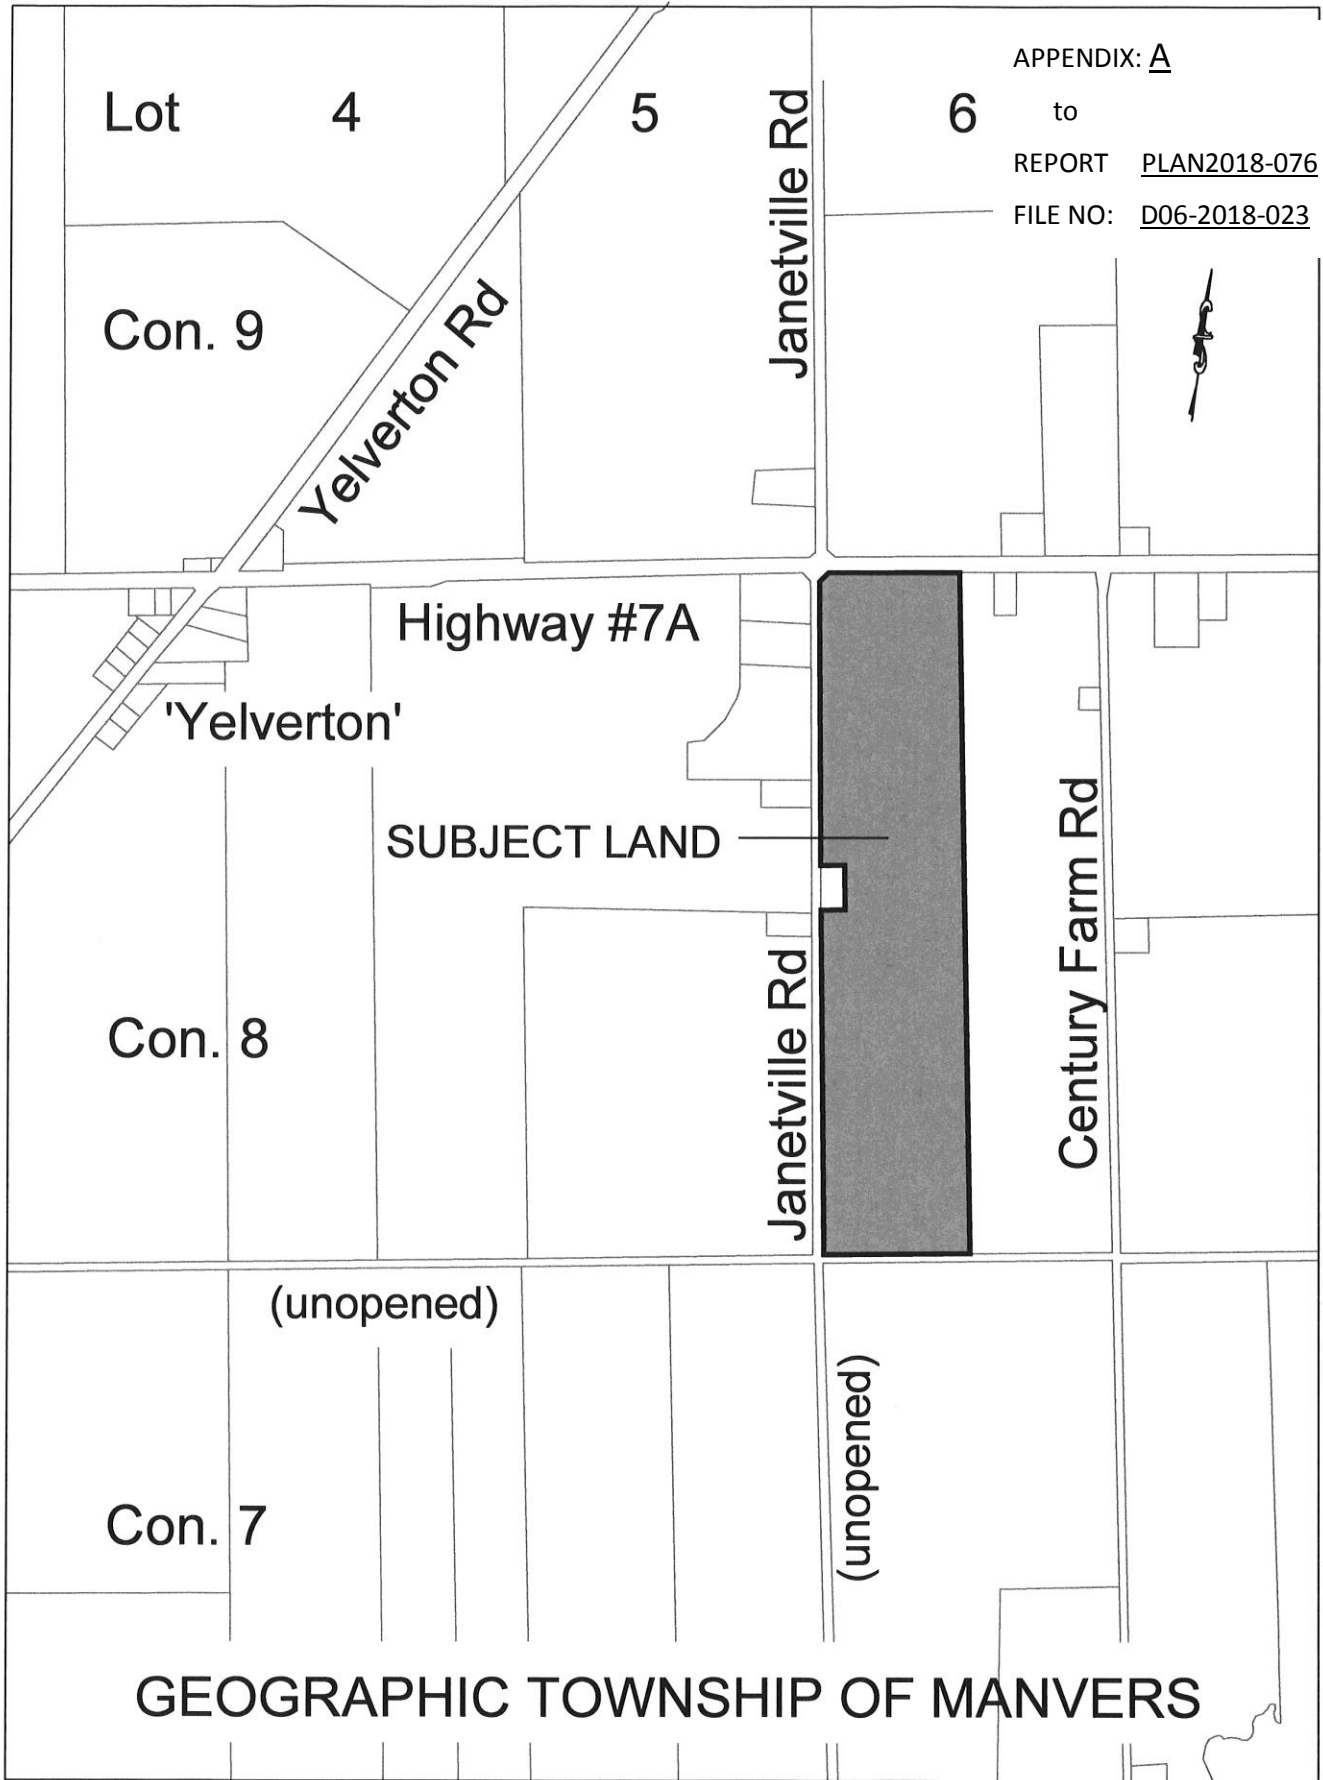 APPENDIX: A
to
REPORT PLAN2018-076
FILE NO: D06-2018-023
Lot 4 5 6
Janetville Rd
Con. 9
Yelverton Rd
Highway #7A
'Yelverton'
SUBJECT LAND
Century Farm Rd
Janetville Rd
Con. 8
(unopened)
(unopened)
Con. 7
GEOGRAPHIC TOWNSHIP OF MANVERS